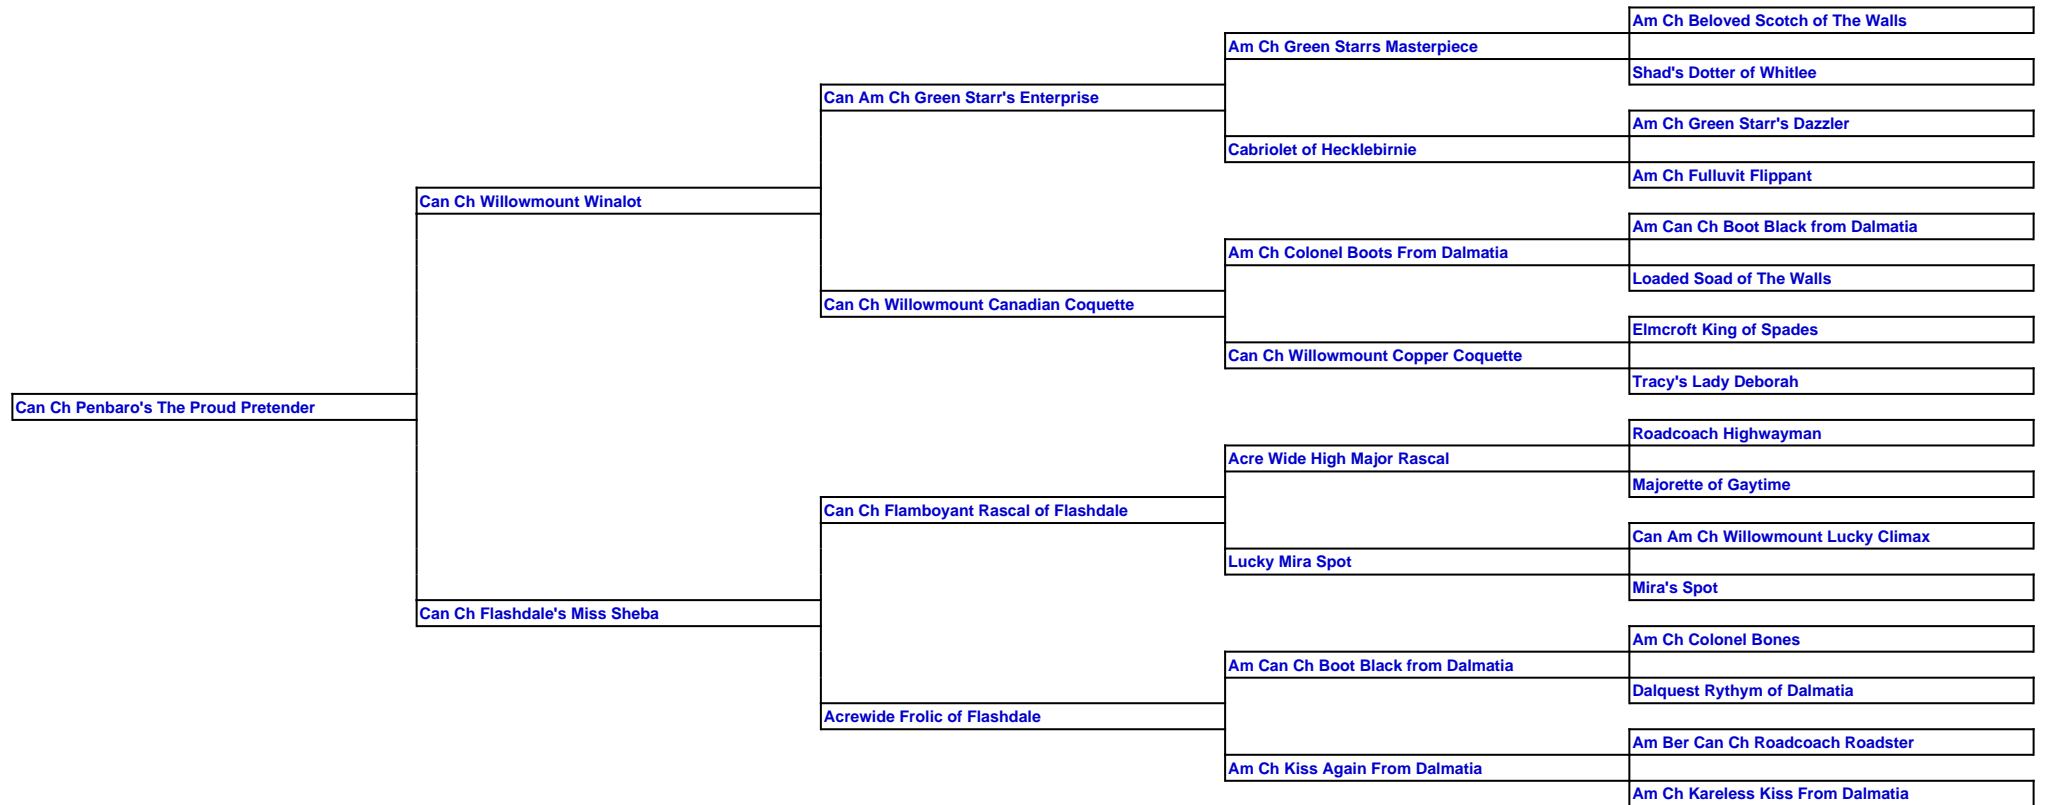 Am Ch Beloved Scotch of The Walls
Am Ch Green Starrs Masterpiece
Shad's Dotter of Whitlee
Can Am Ch Green Starr's Enterprise
Am Ch Green Starr's Dazzler
Cabriolet of Hecklebirnie
Am Ch Fulluvit Flippant
Can Ch Willowmount Winalot
Am Can Ch Boot Black from Dalmatia
Am Ch Colonel Boots From Dalmatia
Loaded Soad of The Walls
Can Ch Willowmount Canadian Coquette
Elmcroft King of Spades
Can Ch Willowmount Copper Coquette
Tracy's Lady Deborah
Can Ch Penbaro's The Proud Pretender
Roadcoach Highwayman
Acre Wide High Major Rascal
Majorette of Gaytime
Can Ch Flamboyant Rascal of Flashdale
Can Am Ch Willowmount Lucky Climax
Lucky Mira Spot
Mira's Spot
Can Ch Flashdale's Miss Sheba
Am Ch Colonel Bones
Am Can Ch Boot Black from Dalmatia
Dalquest Rythym of Dalmatia
Acrewide Frolic of Flashdale
Am Ber Can Ch Roadcoach Roadster
Am Ch Kiss Again From Dalmatia
Am Ch Kareless Kiss From Dalmatia